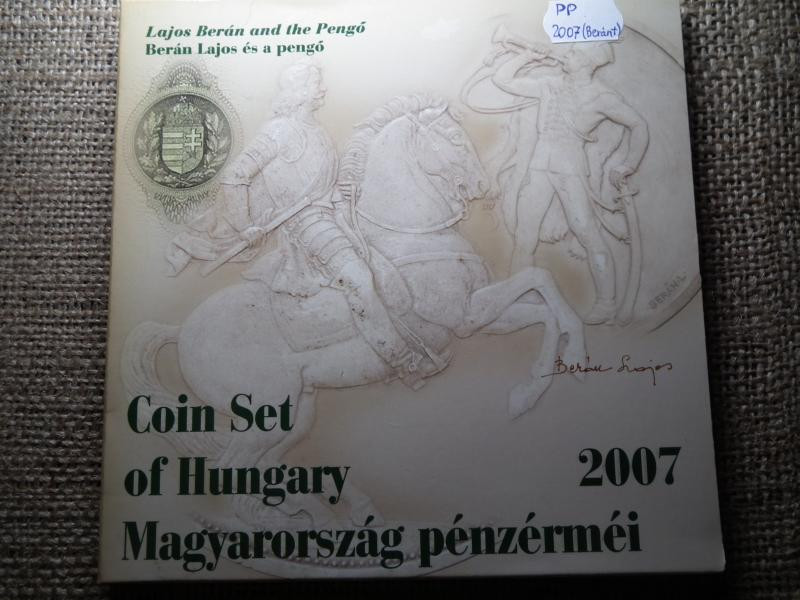 Lajos Berán and the Pengő
Berán Lajos és a pengő
PP
2007 (Beránt)
BERÁN L.
Berán Lajos
Coin Set
of Hungary
2007
Magyarország pénzérméi